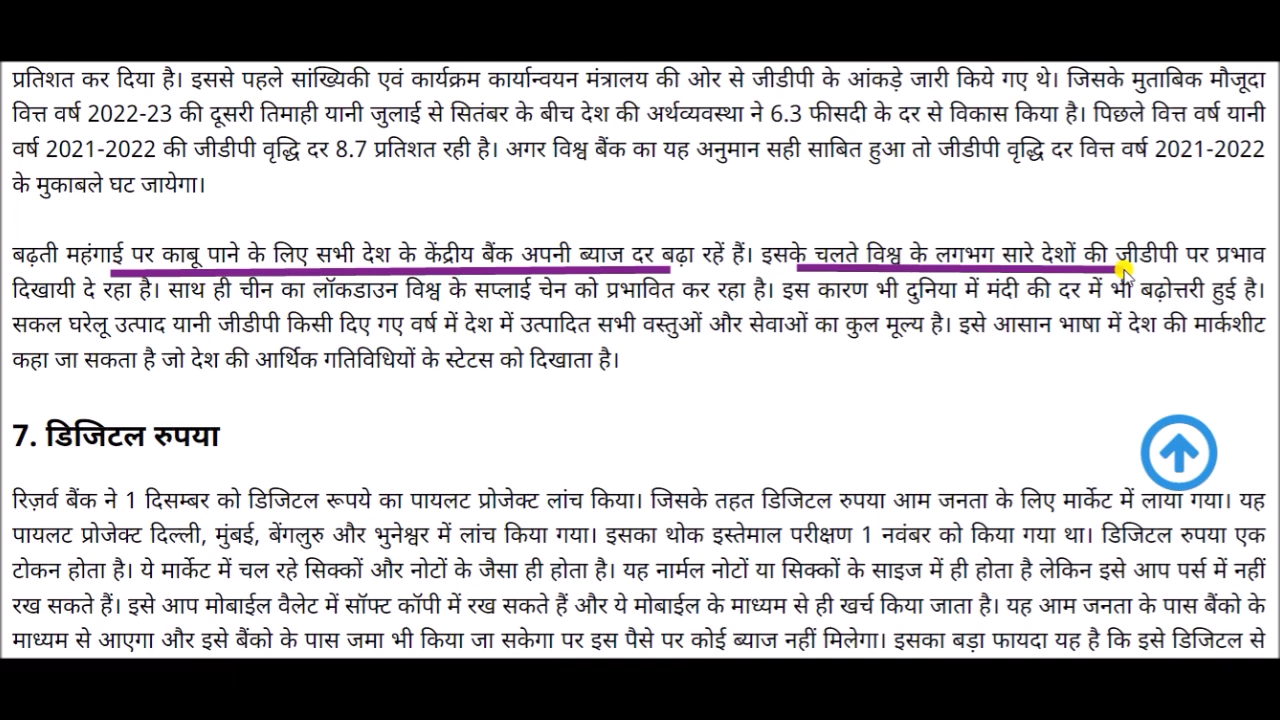 प्रतिशत कर दिया है। इससे पहले सांख्यिकी एवं कार्यक्रम कार्यान्वयन मंत्रालय की ओर से जीडीपी के आंकड़े जारी किये गए थे। जिसके मुताबिक मौजूदा
वित्त वर्ष 2022-23 की दूसरी तिमाही यानी जुलाई से सितंबर के बीच देश की अर्थव्यवस्था ने 6.3 फीसदी के दर से विकास किया है। पिछले वित्त वर्ष यानी
वर्ष 2021-2022 की जीडीपी वृद्धि दर 8.7 प्रतिशत रही है। अगर विश्व बैंक का यह अनुमान सही साबित हुआ तो जीडीपी वृद्धि दर वित्त वर्ष 2021-2022
के मुकाबले घट जायेगा।
बढ़ती महंगाई पर काबू पाने के लिए सभी देश के केंद्रीय बैंक अपनी ब्याज दर बढ़ा रहें हैं। इसके चलते विश्व के लगभग सारे देशों की जीडीपी पर प्रभाव
दिखायी दे रहा है। साथ ही चीन का लॉकडाउन विश्व के सप्लाई चेन को प्रभावित कर रहा है। इस कारण भी दुनिया में मंदी की दर में भी बढ़ोत्तरी हुई है।
सकल घरेलू उत्पाद यानी जीडीपी किसी दिए गए वर्ष में देश में उत्पादित सभी वस्तुओं और सेवाओं का कुल मूल्य है। इसे आसान भाषा में देश की मार्कशीट
कहा जा सकता है जो देश की आर्थिक गतिविधियों के स्टेटस को दिखाता है।
7. डिजिटल रुपया
रिज़र्व बैंक ने 1 दिसम्बर को डिजिटल रूपये का पायलट प्रोजेक्ट लांच किया। जिसके तहत डिजिटल रुपया आम जनता के लिए मार्केट में लाया गया। यह
पायलट प्रोजेक्ट दिल्ली, मुंबई, बेंगलुरु और भुनेश्वर में लांच किया गया। इसका थोक इस्तेमाल परीक्षण 1 नवंबर को किया गया था। डिजिटल रुपया एक
टोकन होता है। ये मार्केट में चल रहे सिक्कों और नोटों के जैसा ही होता है। यह नार्मल नोटों या सिक्कों के साइज में ही होता है लेकिन इसे आप पर्स में नहीं
रख सकते हैं। इसे आप मोबाईल वैलेट में सॉफ्ट कॉपी में रख सकते हैं और ये मोबाईल के माध्यम से ही खर्च किया जाता है। यह आम जनता के पास बैंको के
माध्यम से आएगा और इसे बैंको के पास जमा भी किया जा सकेगा पर इस पैसे पर कोई ब्याज नहीं मिलेगा। इसका बड़ा फायदा यह है कि इसे डिजिटल से